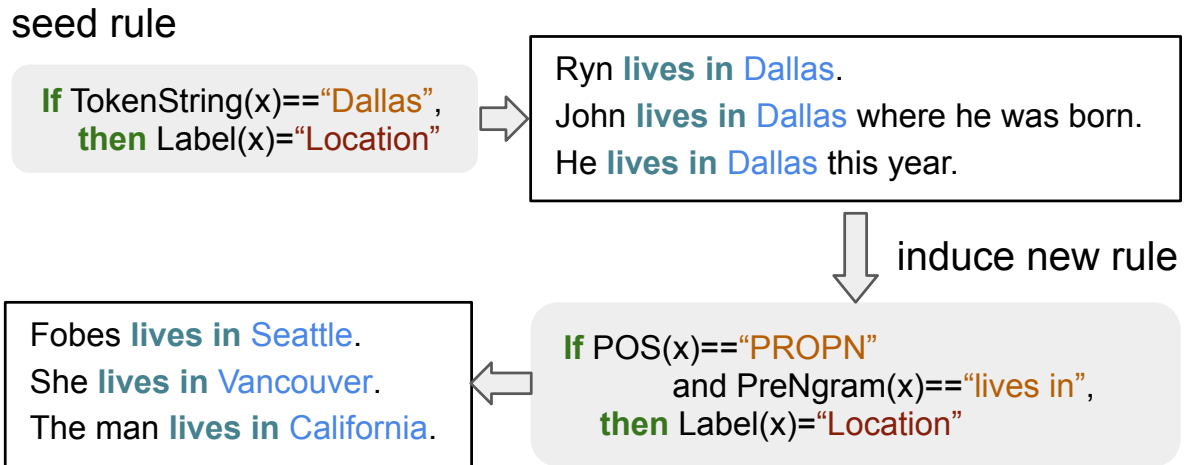 seed rule
If TokenString(x)==“Dallas”,
then Label(x)=“Location”
Ryn lives in Dallas.
John lives in Dallas where he was born.
He lives in Dallas this year.
induce new rule
If POS(x)==“PROPN”
and PreNgram(x)==“lives in”,
then Label(x)=“Location”
Fobes lives in Seattle.
She lives in Vancouver.
The man lives in California.